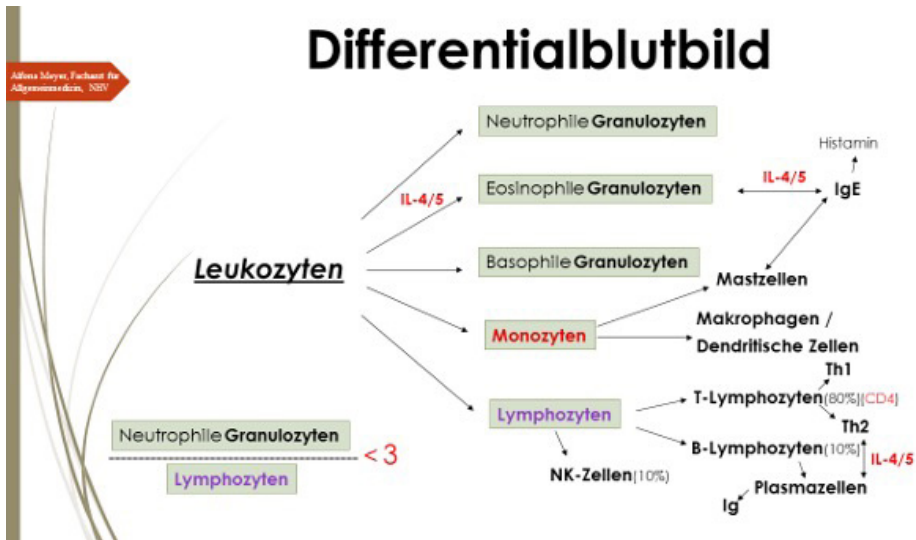 Differentialblutbild
Alfons Meyer, Facharzt für
Allgemeinmedizin, NHV
Neutrophile Granulozyten
Histamin
IL-4/5
Eosinophile Granulozyten
IL-4/5
IgE
Leukozyten
Basophile Granulozyten
Mastzellen
Monozyten
Makrophagen /
Dendritische Zellen
Th1
Lymphozyten
T-Lymphozyten(80%)(CD4)
Th2
Neutrophile Granulozyten
< 3
Lymphozyten
B-Lymphozyten(10%)
IL-4/5
NK-Zellen(10%)
Plasmazellen
Ig